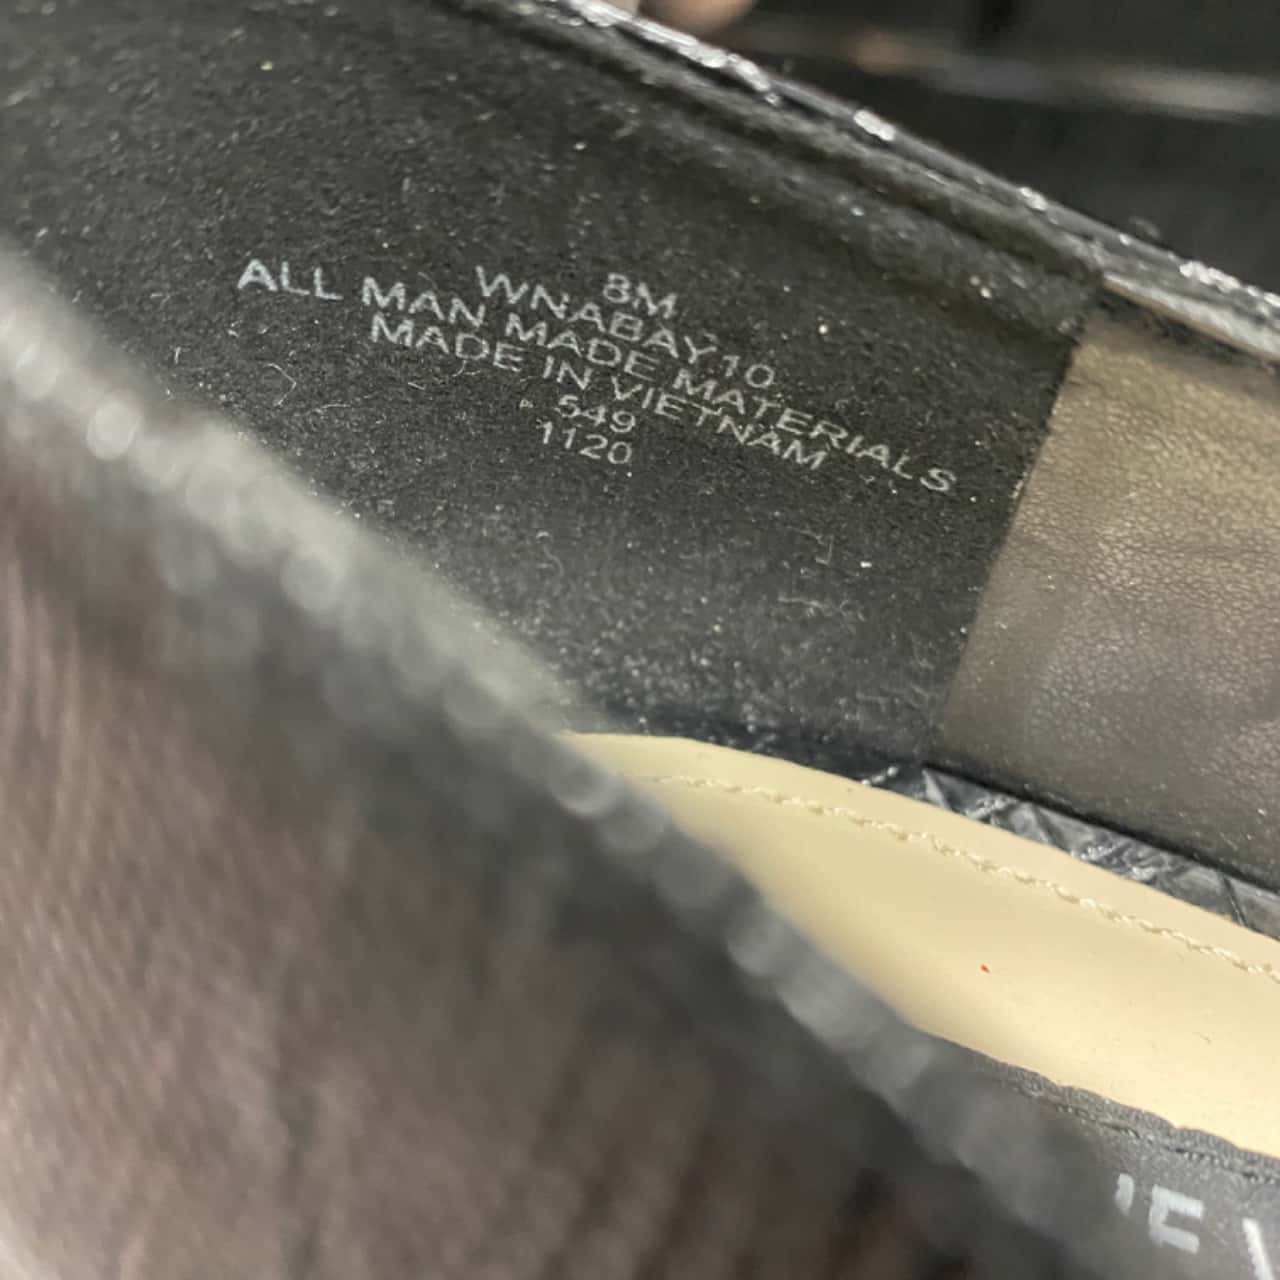 8M
WNABAY10
ALL MAN MADE MATERIALS
MADE IN VIETNAM
549
1120